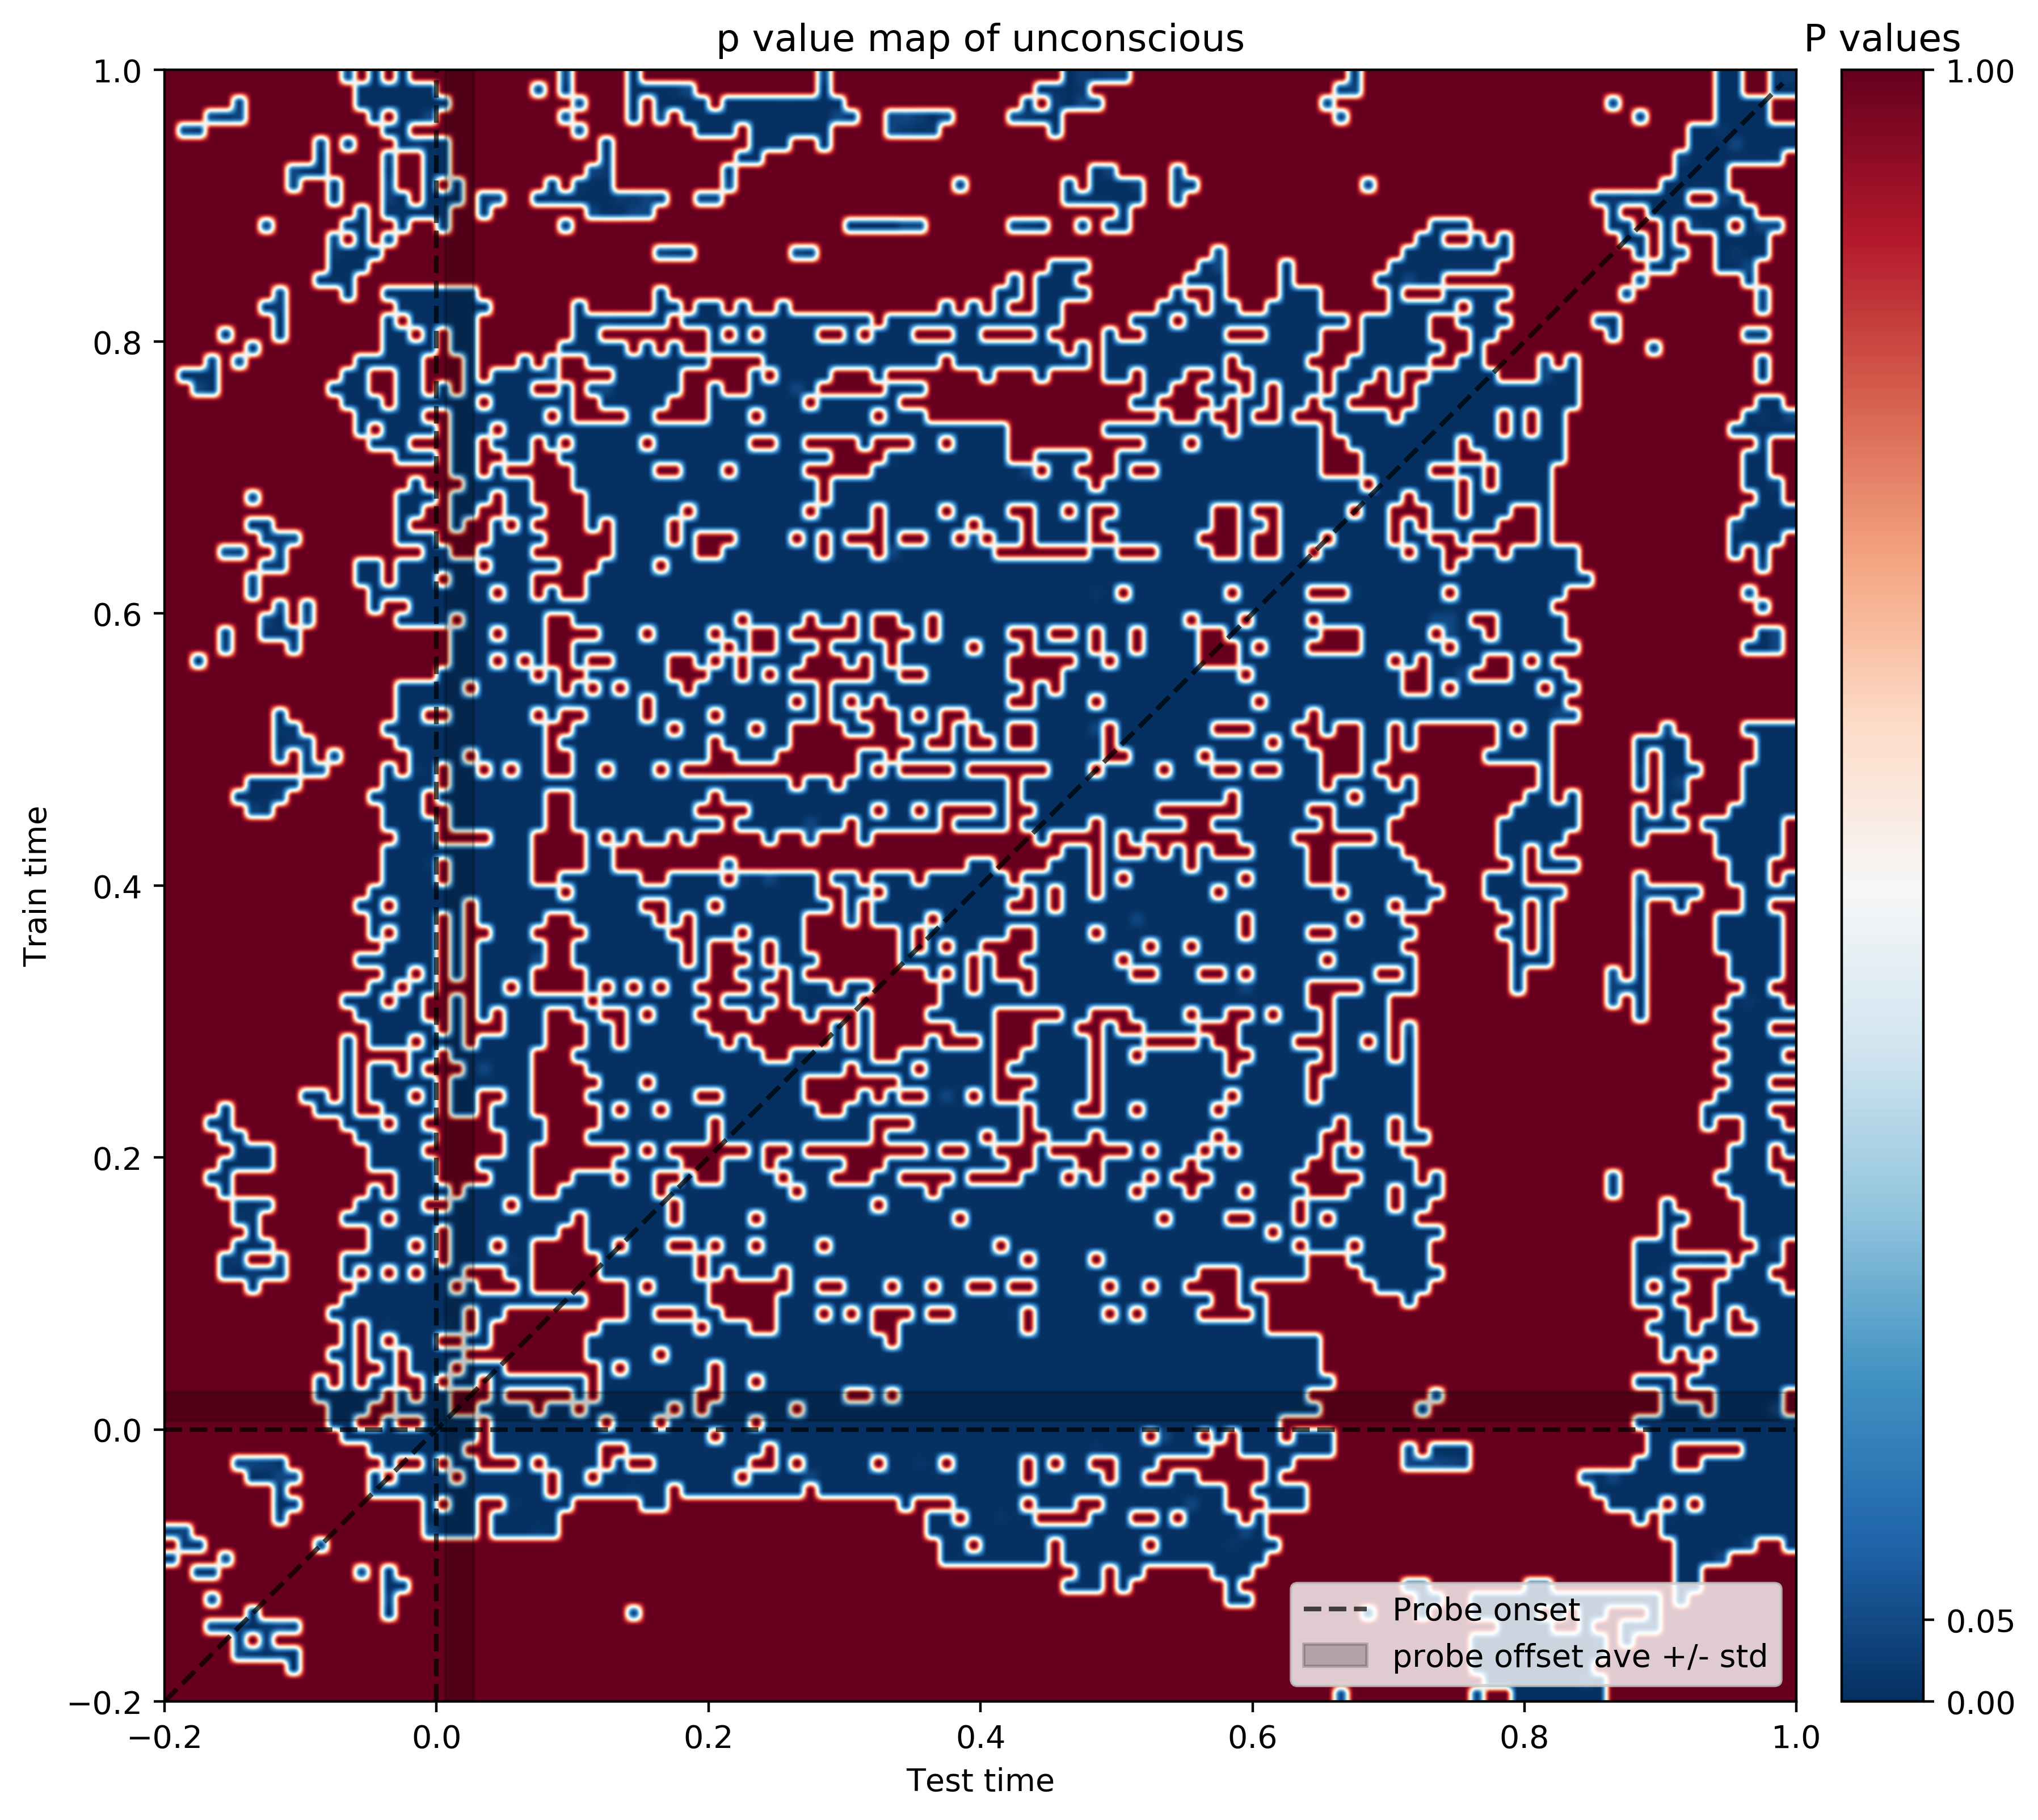 p value map of unconscious
P values
1.0
0.8
0.6
0.4
0.2
0.0
−0.2
Train time
−0.2
0.0
0.2
0.4
0.6
0.8
1.0
Test time
Probe onset
probe offset ave +/- std
1.00
0.05
0.00